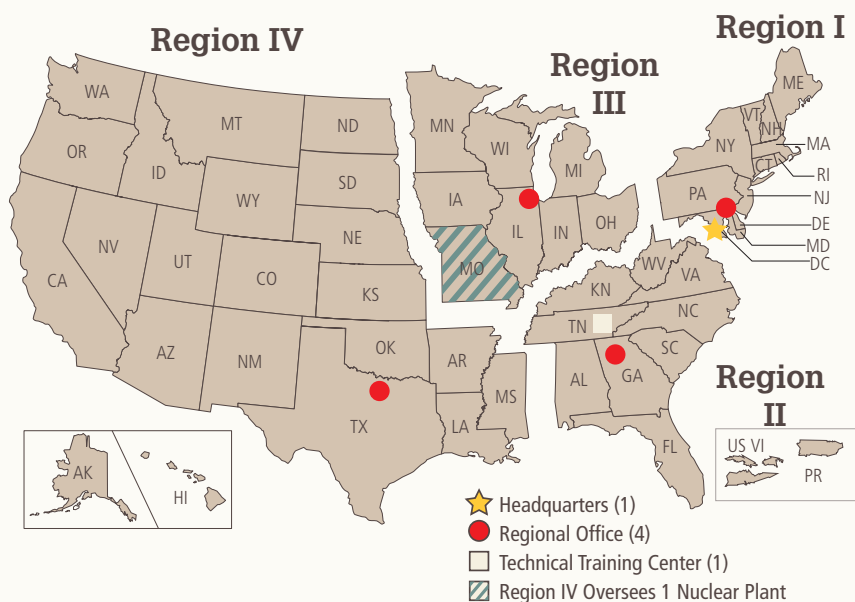 Region IV
Region I
Region
III
WA
OR
CA
NV
ID
MT
WY
UT
AZ
CO
NM
ND
SD
NE
KS
OK
TX
MN
IA
MO
WI
IL
MI
IN
OH
AR
LA
MS
ME
VT
NH
NY
MA
CT
RI
PA
NJ
DE
MD
DC
WV
VA
KN
TN
NC
SC
AL
GA
FL
Region
II
US VI
PR
AK
HI
Headquarters (1)
Regional Office (4)
Technical Training Center (1)
Region IV Oversees 1 Nuclear Plant